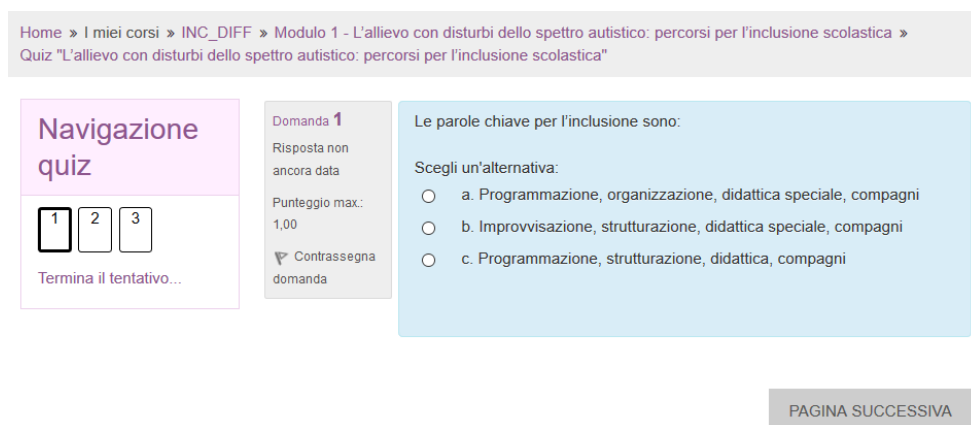 Home » I miei corsi » INC_DIFF » Modulo 1 - L'allievo con disturbi dello spettro autistico: percorsi per l'inclusione scolastica »
Quiz "L'allievo con disturbi dello spettro autistico: percorsi per l'inclusione scolastica"
Navigazione
quiz
1 2 3
Termina il tentativo...
Domanda 1
Risposta non
ancora data
Punteggio max.:
1,00
Contrassegna
domanda
Le parole chiave per l'inclusione sono:
Scegli un'alternativa:
a. Programmazione, organizzazione, didattica speciale, compagni
b. Improvvisazione, strutturazione, didattica speciale, compagni
c. Programmazione, strutturazione, didattica, compagni
PAGINA SUCCESSIVA